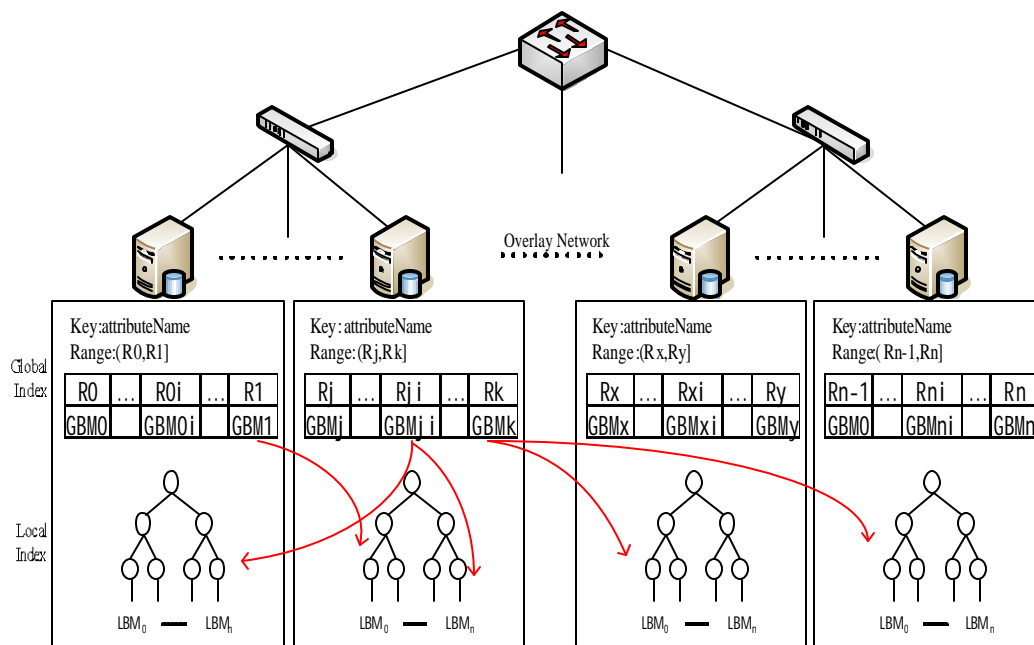 Overlay Network
Key:attributeName
Range:(R0,R1]
Key: attributeName
Range:(Rj,Rk]
Key:attributeName
Range :(Rx,Ry]
Key:attributeName
Range:( Rn-1,Rn]
Global
Index
R0 ... R0i ... R1
GBM0 GBM0i GBM1
Rj ... Rji ... Rk
GBMj GBMji GBMk
Rx ... Rxi ... Ry
GBMx GBMxi GBMy
Rn-1 ... Rni ... Rn
GBM0 GBMni GBMn
Local
Index
LBM₀ — LBMₕ
LBM₀ — LBMₙ
LBM₀ — LBMₙ
LBM₀ — LBMₙ